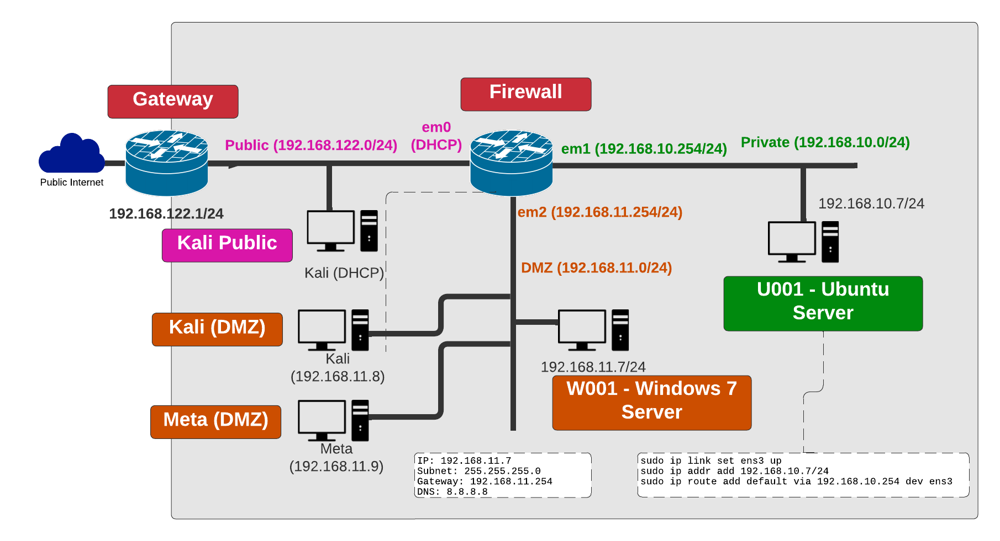 Gateway
Firewall
em0
(DHCP)
Public (192.168.122.0/24)
em1 (192.168.10.254/24)
Private (192.168.10.0/24)
Public Internet
192.168.122.1/24
em2 (192.168.11.254/24)
192.168.10.7/24
Kali Public
Kali (DHCP)
DMZ (192.168.11.0/24)
U001 - Ubuntu
Server
Kali (DMZ)
Kali
(192.168.11.8)
192.168.11.7/24
W001 - Windows 7
Server
Meta (DMZ)
Meta
(192.168.11.9)
IP: 192.168.11.7
Subnet: 255.255.255.0
Gateway: 192.168.11.254
DNS: 8.8.8.8
sudo ip link set ens3 up
sudo ip addr add 192.168.10.7/24
sudo ip route add default via 192.168.10.254 dev ens3